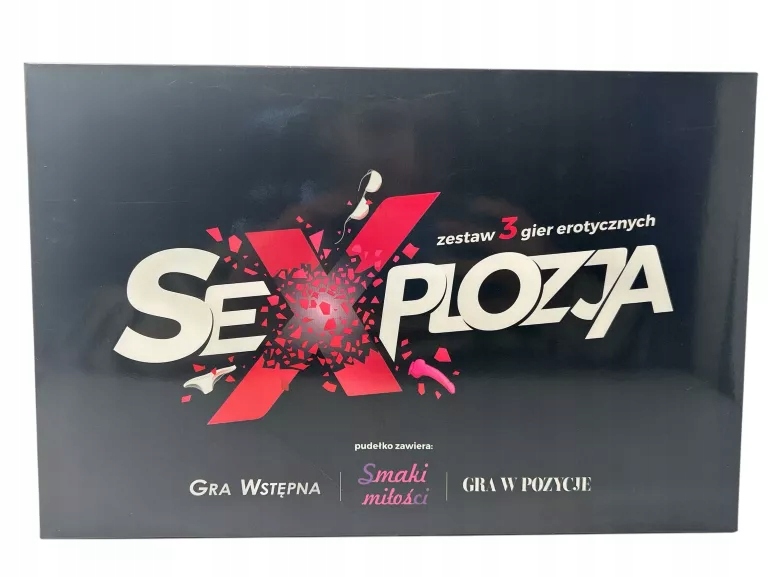 zestaw 3 gier erotycznych
SeXPLOZJA
pudełko zawiera:
GRA WSTĘPNA
Smaki
miłości
GRA W POZYCJE